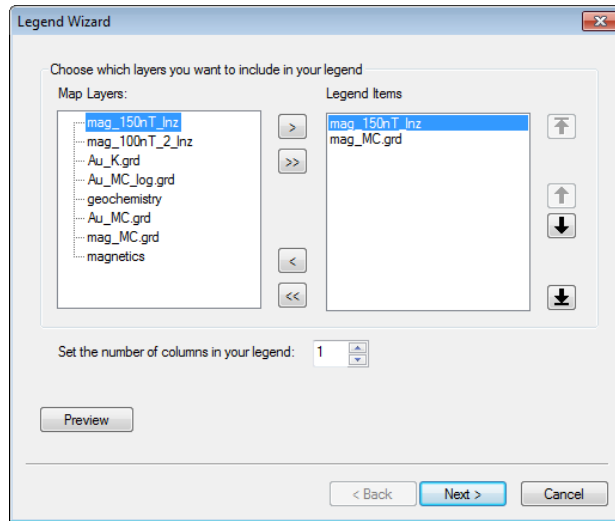 Legend Wizard
Choose which layers you want to include in your legend
Map Layers:
Legend Items
mag_150nT_lnz
mag_100nT_2_lnz
Au_K.grd
Au_MC_log.grd
geochemistry
Au_MC.grd
mag_MC.grd
magnetics
>
>>
<
<<
mag_150nT_lnz
mag_MC.grd
Set the number of columns in your legend: 1
Preview
< Back
Next >
Cancel